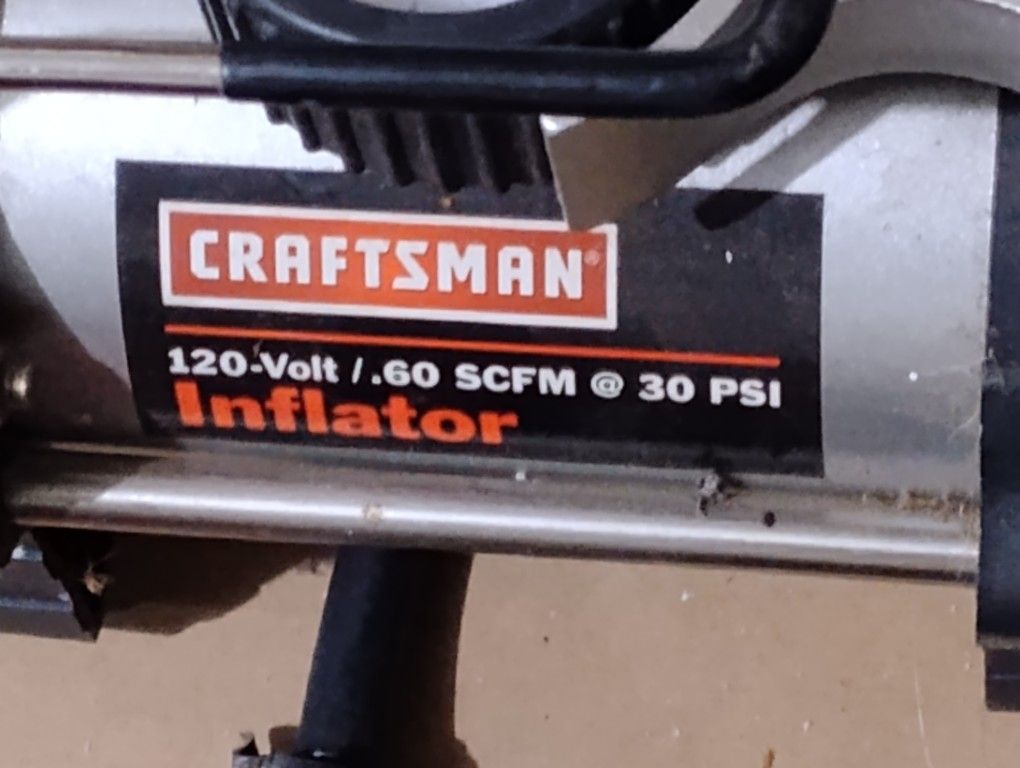 CRAFTSMAN®
120-Volt / .60 SCFM @ 30 PSI
Inflator